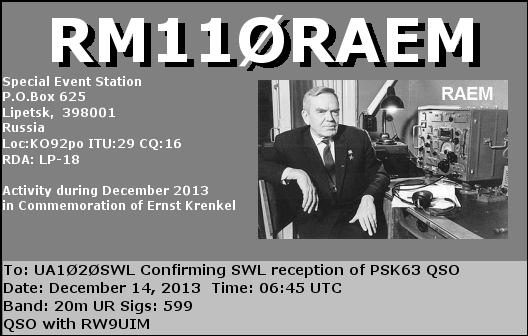 RM11ØRAEM
Special Event Station
P.O.Box 625
Lipetsk, 398001
Russia
Loc:KO92po ITU:29 CQ:16
RDA: LP-18
Activity during December 2013
in Commemoration of Ernst Krenkel
RAEM
To: UA1Ø2ØSWL Confirming SWL reception of PSK63 QSO
Date: December 14, 2013 Time: 06:45 UTC
Band: 20m UR Sigs: 599
QSO with RW9UIM